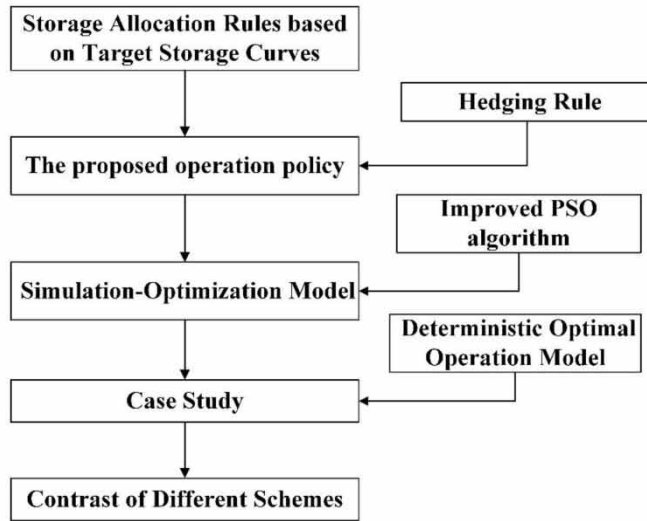 Storage Allocation Rules based
on Target Storage Curves
Hedging Rule
The proposed operation policy
Improved PSO
algorithm
Simulation-Optimization Model
Deterministic Optimal
Operation Model
Case Study
Contrast of Different Schemes